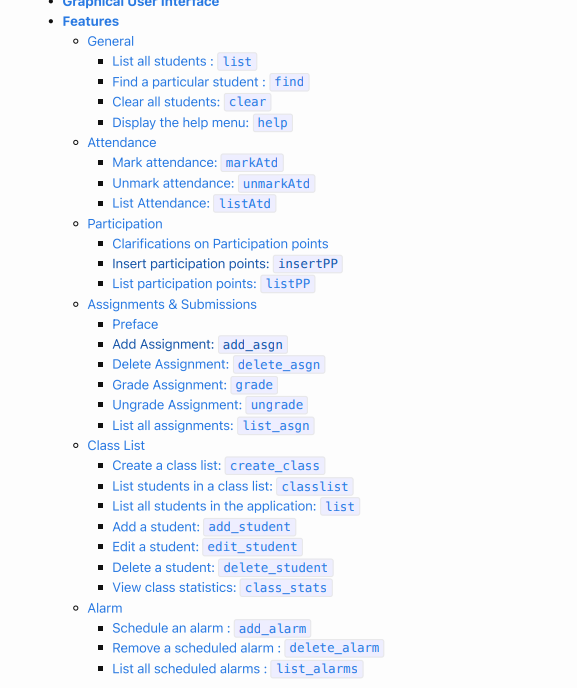 Graphical User Interface
Features
General
List all students : list
Find a particular student : find
Clear all students: clear
Display the help menu: help
Attendance
Mark attendance: markAtd
Unmark attendance: unmarkAtd
List Attendance: listAtd
Participation
Clarifications on Participation points
Insert participation points: insertPP
List participation points: listPP
Assignments & Submissions
Preface
Add Assignment: add_asgn
Delete Assignment: delete_asgn
Grade Assignment: grade
Ungrade Assignment: ungrade
List all assignments: list_asgn
Class List
Create a class list: create_class
List students in a class list: classlist
List all students in the application: list
Add a student: add_student
Edit a student: edit_student
Delete a student: delete_student
View class statistics: class_stats
Alarm
Schedule an alarm : add_alarm
Remove a scheduled alarm : delete_alarm
List all scheduled alarms : list_alarms